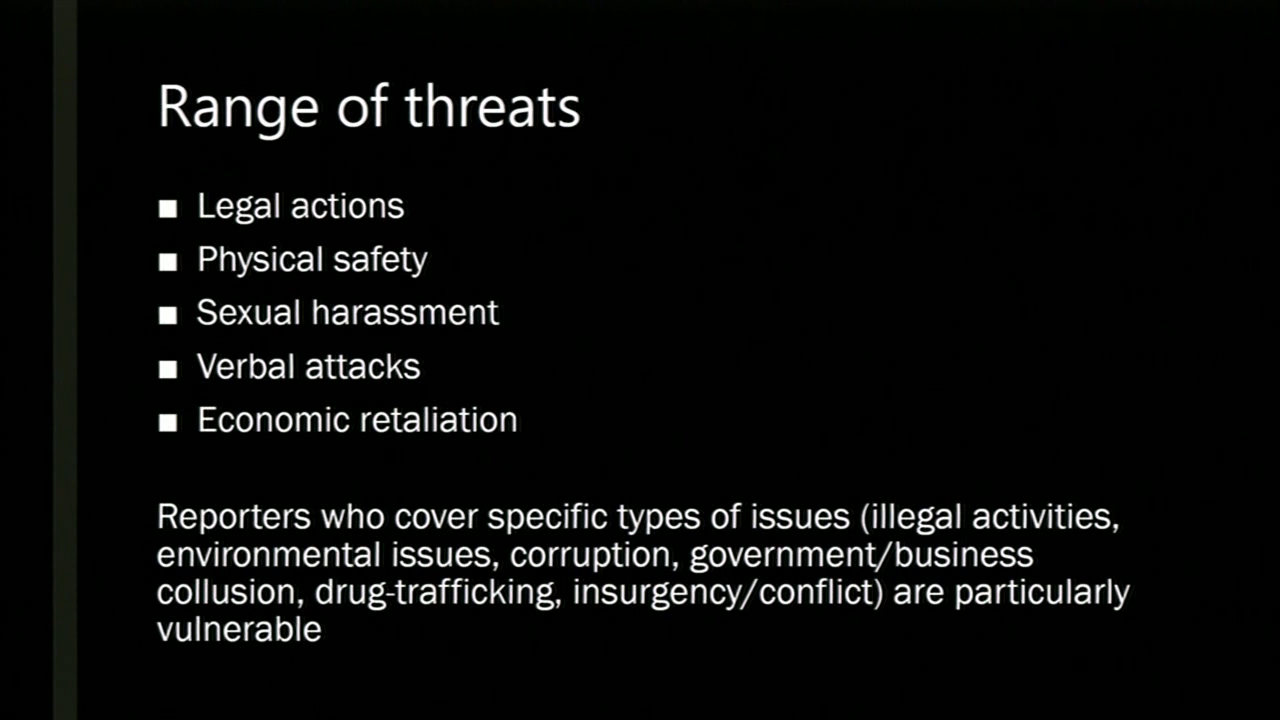 Range of threats
■ Legal actions
■ Physical safety
■ Sexual harassment
■ Verbal attacks
■ Economic retaliation
Reporters who cover specific types of issues (illegal activities,
environmental issues, corruption, government/business
collusion, drug-trafficking, insurgency/conflict) are particularly
vulnerable